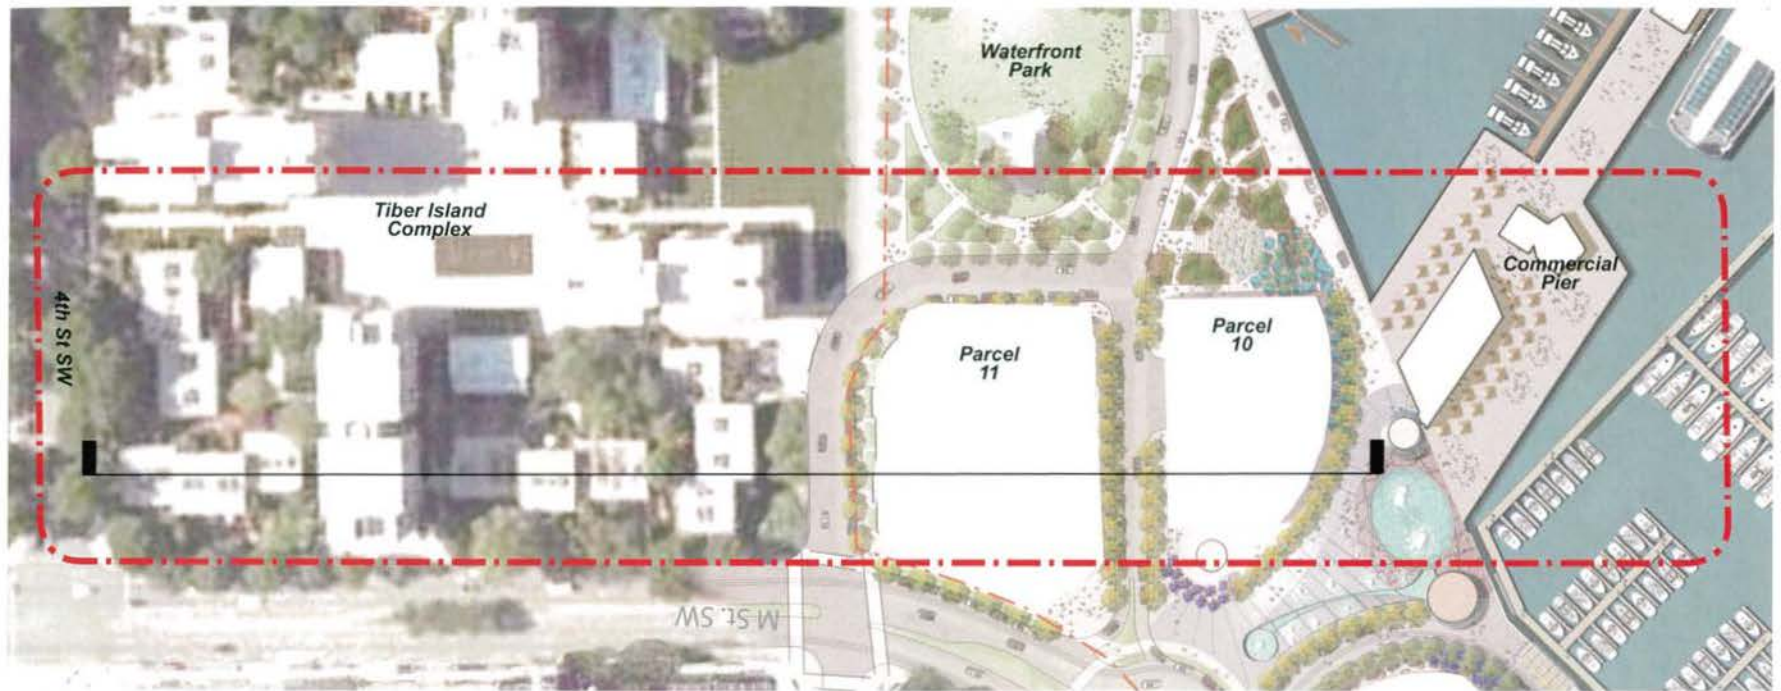 Waterfront
Park
Tiber Island
Complex
Commercial
Pier
4th St SW
Parcel
10
Parcel
11
M St. SW